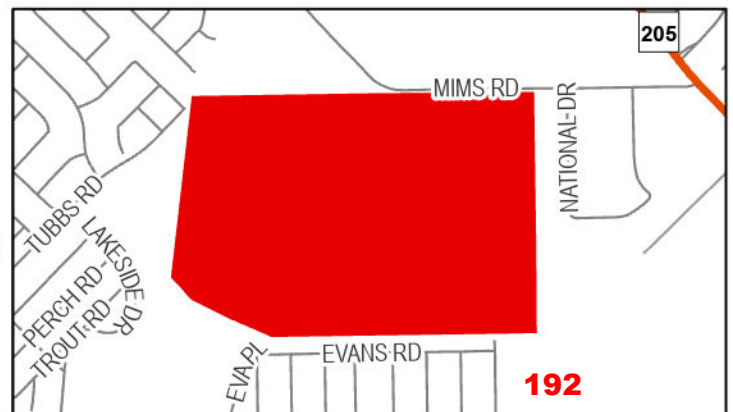 205
MIMS RD
NATIONAL DR
TUBBS RD
LAKESIDE DR
PERCH RD
TROUT RD
EVA PL
EVANS RD
192